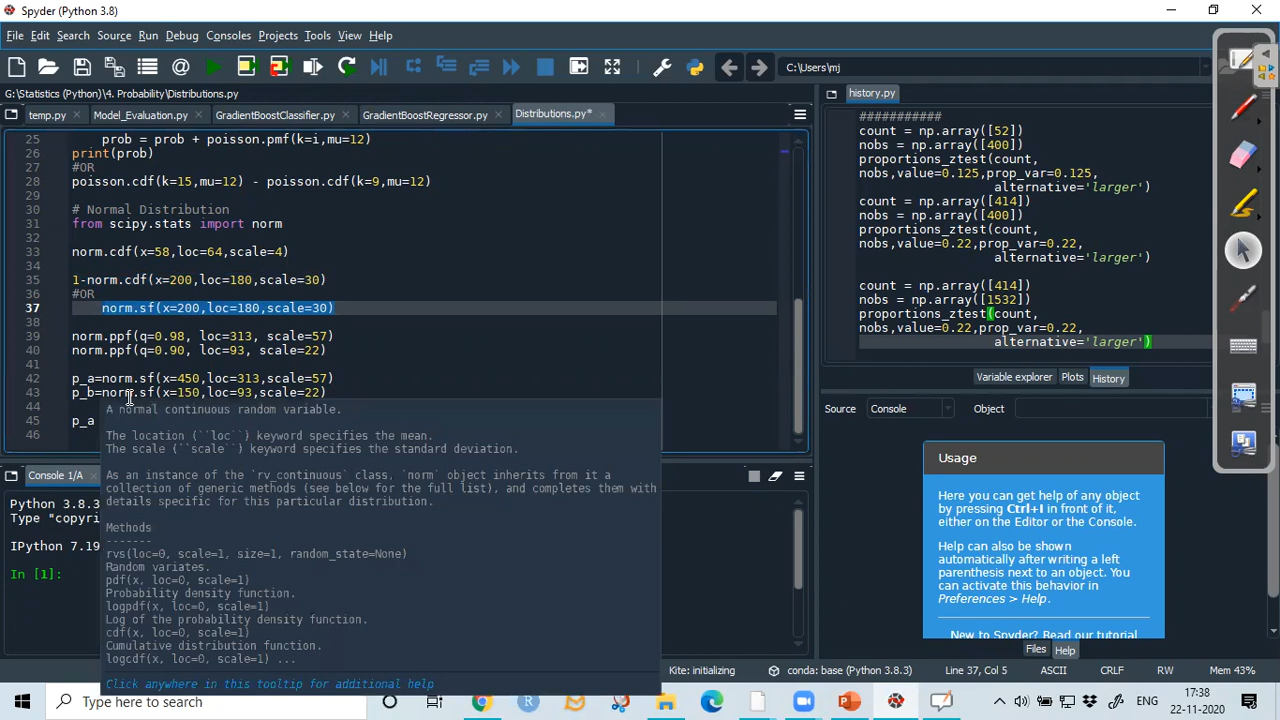 Spyder (Python 3.8)
File Edit Search Source Run Debug Consoles Projects Tools View Help
C:\Users\mj
G:\Statistics (Python)\4. Probability\Distributions.py
temp.py Model_Evaluation.py GradientBoostClassifier.py GradientBoostRegressor.py Distributions.py*
25 prob = prob + poisson.pmf(k=i,mu=12)
26 print(prob)
27 #OR
28 poisson.cdf(k=15,mu=12) - poisson.cdf(k=9,mu=12)
29
30 # Normal Distribution
31 from scipy.stats import norm
32
33 norm.cdf(x=58,loc=64,scale=4)
34
35 1-norm.cdf(x=200,loc=180,scale=30)
36 #OR
37 norm.sf(x=200,loc=180,scale=30)
38
39 norm.ppf(q=0.98, loc=313, scale=57)
40 norm.ppf(q=0.90, loc=93, scale=22)
41
42 p_a=norm.sf(x=450,loc=313,scale=57)
43 p_b=norm.sf(x=150,loc=93,scale=22)
44
45 p_a
46
A normal continuous random variable.
The location (``loc``) keyword specifies the mean.
The scale (``scale``) keyword specifies the standard deviation.
As an instance of the `rv_continuous` class, `norm` object inherits from it a
collection of generic methods (see below for the full list), and completes them with
details specific for this particular distribution.
Methods
-------
rvs(loc=0, scale=1, size=1, random_state=None)
Random variates.
pdf(x, loc=0, scale=1)
Probability density function.
logpdf(x, loc=0, scale=1)
Log of the probability density function.
cdf(x, loc=0, scale=1)
Cumulative distribution function.
logcdf(x, loc=0, scale=1) ...
Click anywhere in this tooltip for additional help
Console 1/A
Python 3.8.3
Type "copyri
IPython 7.19
In [1]:
history.py
###########
count = np.array([52])
nobs = np.array([400])
proportions_ztest(count,
nobs,value=0.125,prop_var=0.125,
alternative='larger')
count = np.array([414])
nobs = np.array([400])
proportions_ztest(count,
nobs,value=0.22,prop_var=0.22,
alternative='larger')
count = np.array([414])
nobs = np.array([1532])
proportions_ztest(count,
nobs,value=0.22,prop_var=0.22,
alternative='larger')
Variable explorer Plots History
Source Console Object
Usage
Here you can get help of any object
by pressing Ctrl+I in front of it,
either on the Editor or the Console.
Help can also be shown
automatically after writing a left
parenthesis next to an object. You
can activate this behavior in
Preferences > Help.
New to Spyder? Read our tutorial
Files Help
Kite: initializing conda: base (Python 3.8.3) Line 37, Col 5 ASCII CRLF RW Mem 43%
Type here to search
ENG
17:38
22-11-2020